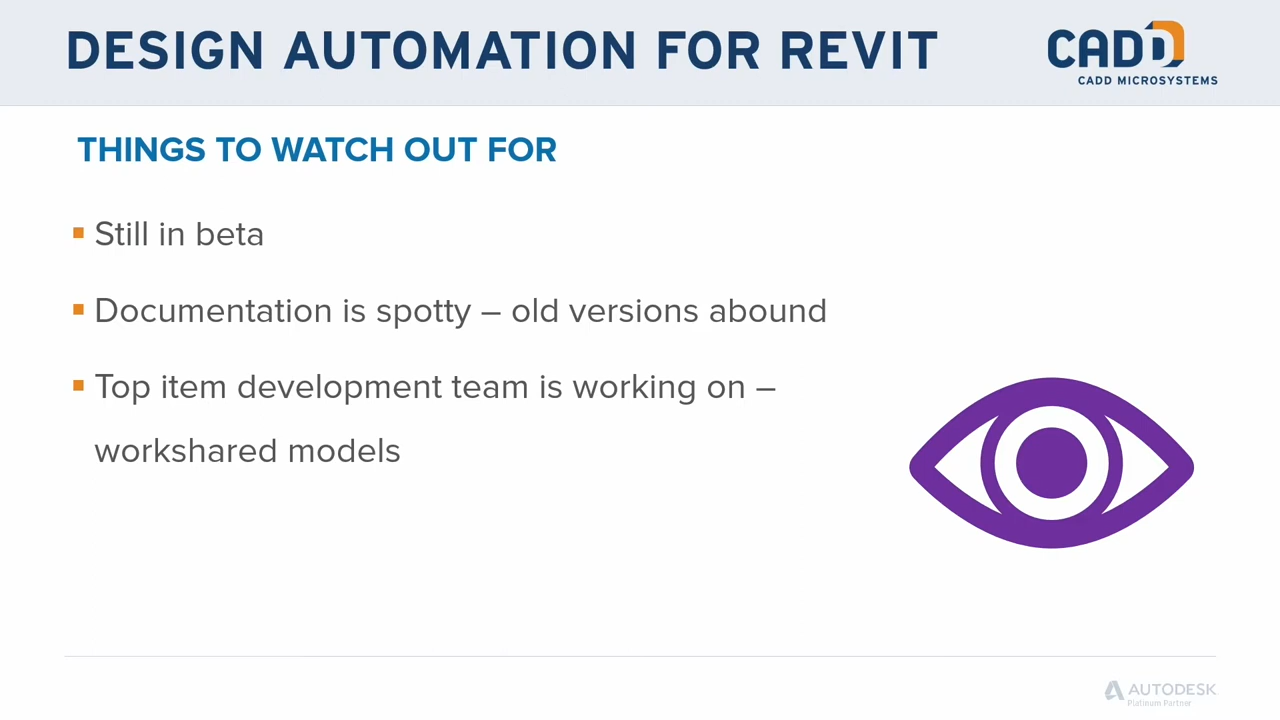 DESIGN AUTOMATION FOR REVIT
CADD
CADD MICROSYSTEMS
THINGS TO WATCH OUT FOR
Still in beta
Documentation is spotty – old versions abound
Top item development team is working on –
workshared models
AUTODESK
Platinum Partner